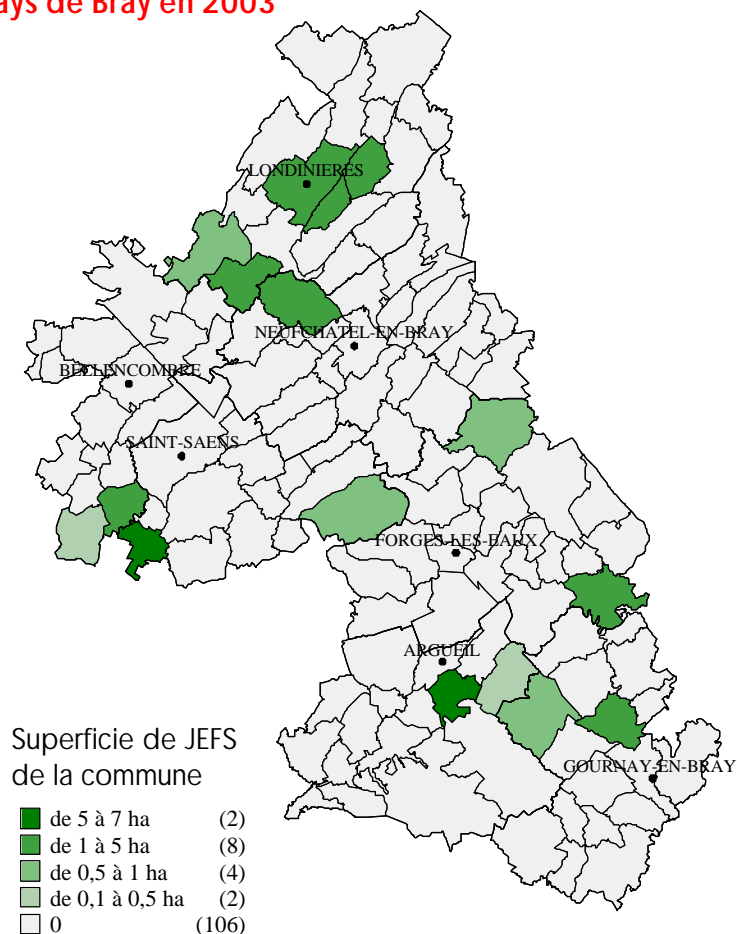 ays de Bray en 2003
LONDINIERES
NEUFCHATEL-EN-BRAY
BELLENCOMBRE
SAINT-SAENS
FORGES-LES-EAUX
ARGUEIL
GOURNAY-EN-BRAY
Superficie de JEFS
de la commune
de 5 à 7 ha (2)
de 1 à 5 ha (8)
de 0,5 à 1 ha (4)
de 0,1 à 0,5 ha (2)
0 (106)